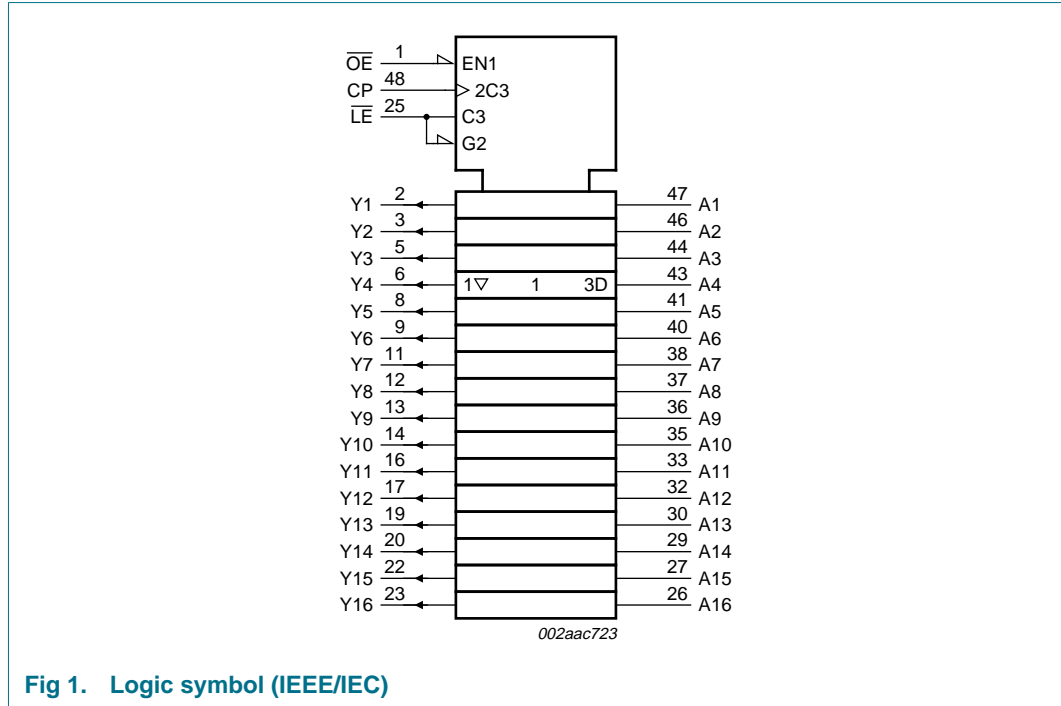 O̅E̅ 1 EN1
CP 48 2C3
L̅E̅ 25 C3
G2
Y1 2 47 A1
Y2 3 46 A2
Y3 5 44 A3
Y4 6 1▽ 1 3D 43 A4
Y5 8 41 A5
Y6 9 40 A6
Y7 11 38 A7
Y8 12 37 A8
Y9 13 36 A9
Y10 14 35 A10
Y11 16 33 A11
Y12 17 32 A12
Y13 19 30 A13
Y14 20 29 A14
Y15 22 27 A15
Y16 23 26 A16
002aac723
Fig 1. Logic symbol (IEEE/IEC)